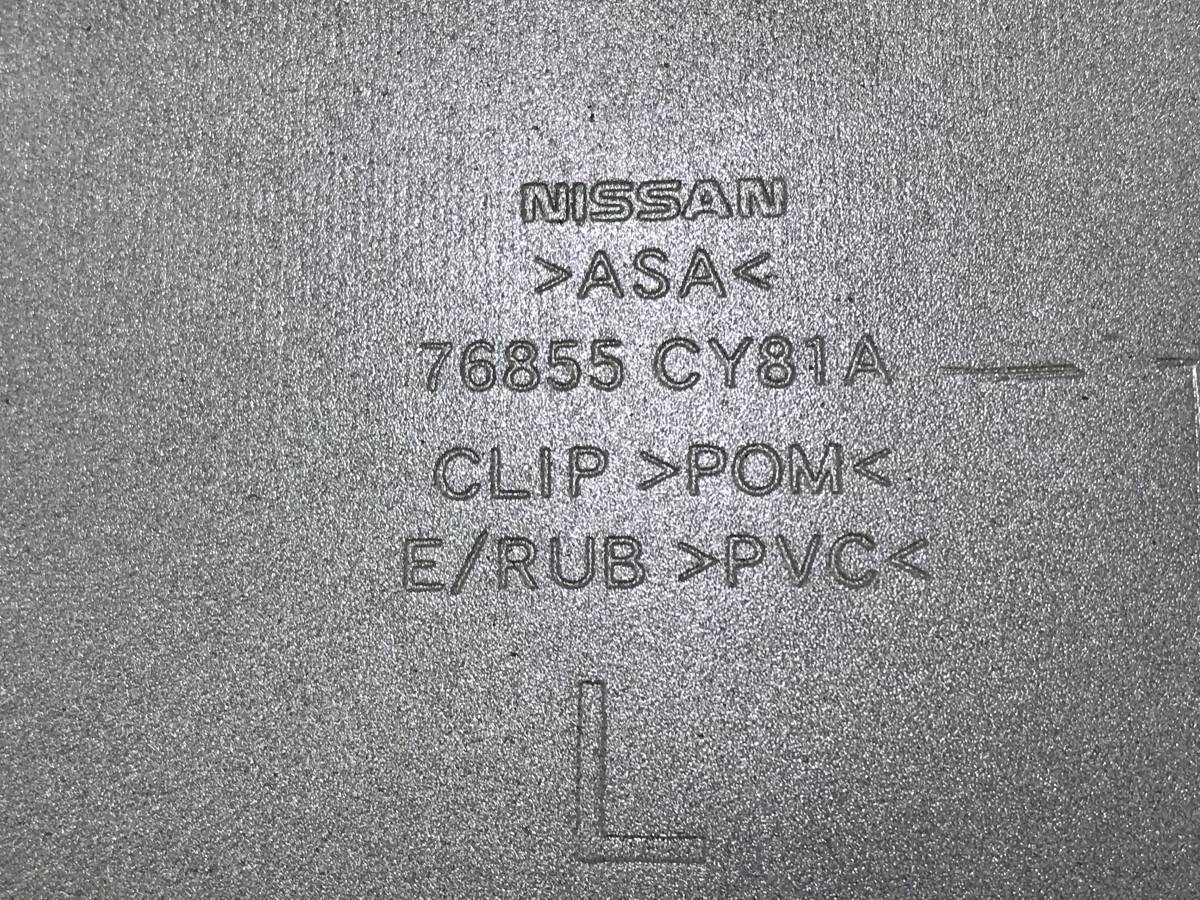 NISSAN
>ASA<
76855 CY81A
CLIP >POM<
E/RUB >PVC<
L